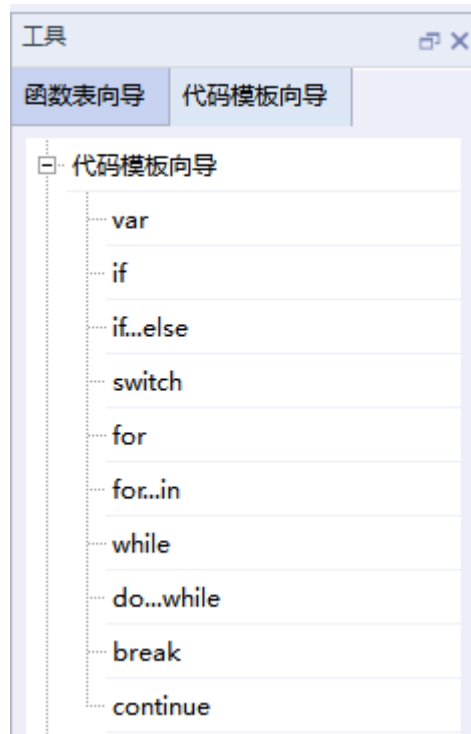 工具
函数表向导 代码模板向导
代码模板向导
var
if
if...else
switch
for
for...in
while
do...while
break
continue